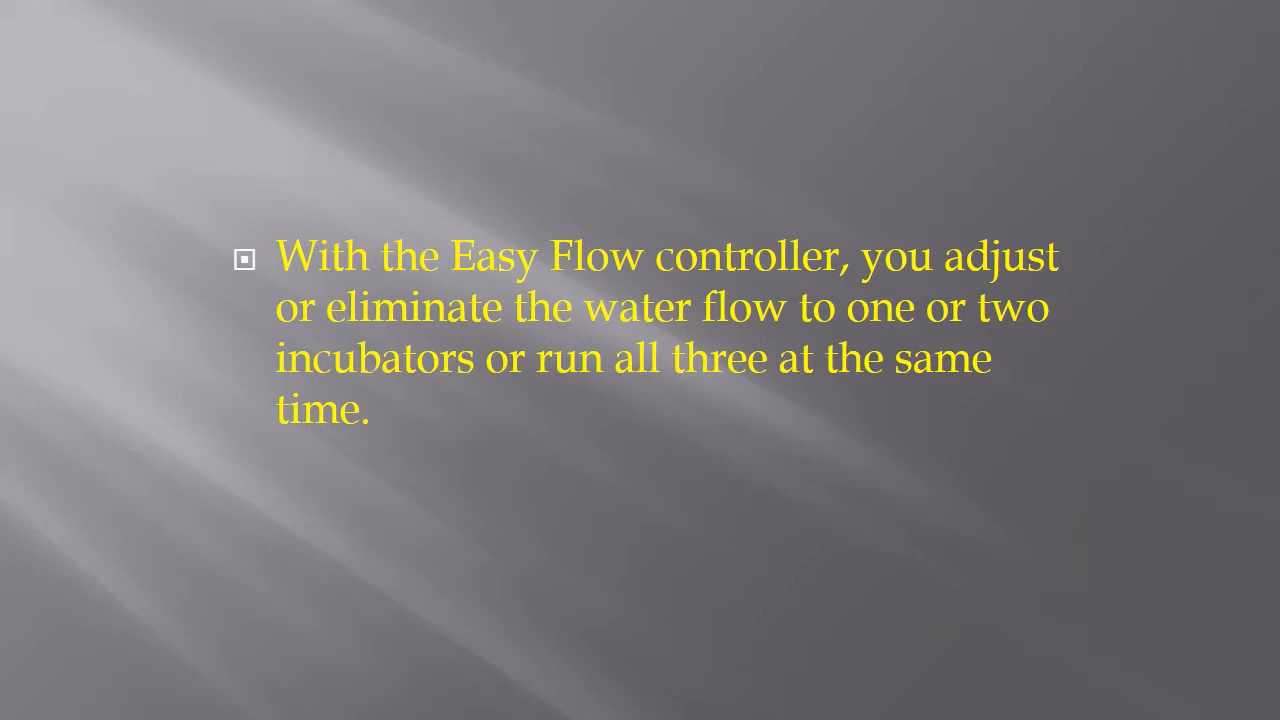 With the Easy Flow controller, you adjust
or eliminate the water flow to one or two
incubators or run all three at the same
time.